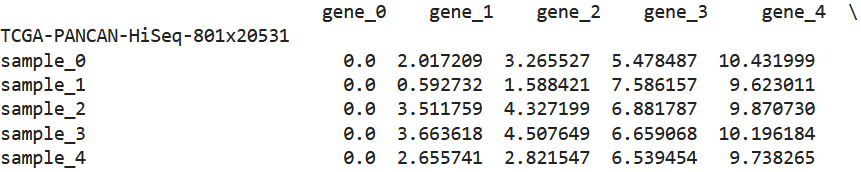 gene_0 gene_1 gene_2 gene_3 gene_4 \
TCGA-PANCAN-HiSeq-801x20531
sample_0 0.0 2.017209 3.265527 5.478487 10.431999
sample_1 0.0 0.592732 1.588421 7.586157 9.623011
sample_2 0.0 3.511759 4.327199 6.881787 9.870730
sample_3 0.0 3.663618 4.507649 6.659068 10.196184
sample_4 0.0 2.655741 2.821547 6.539454 9.738265